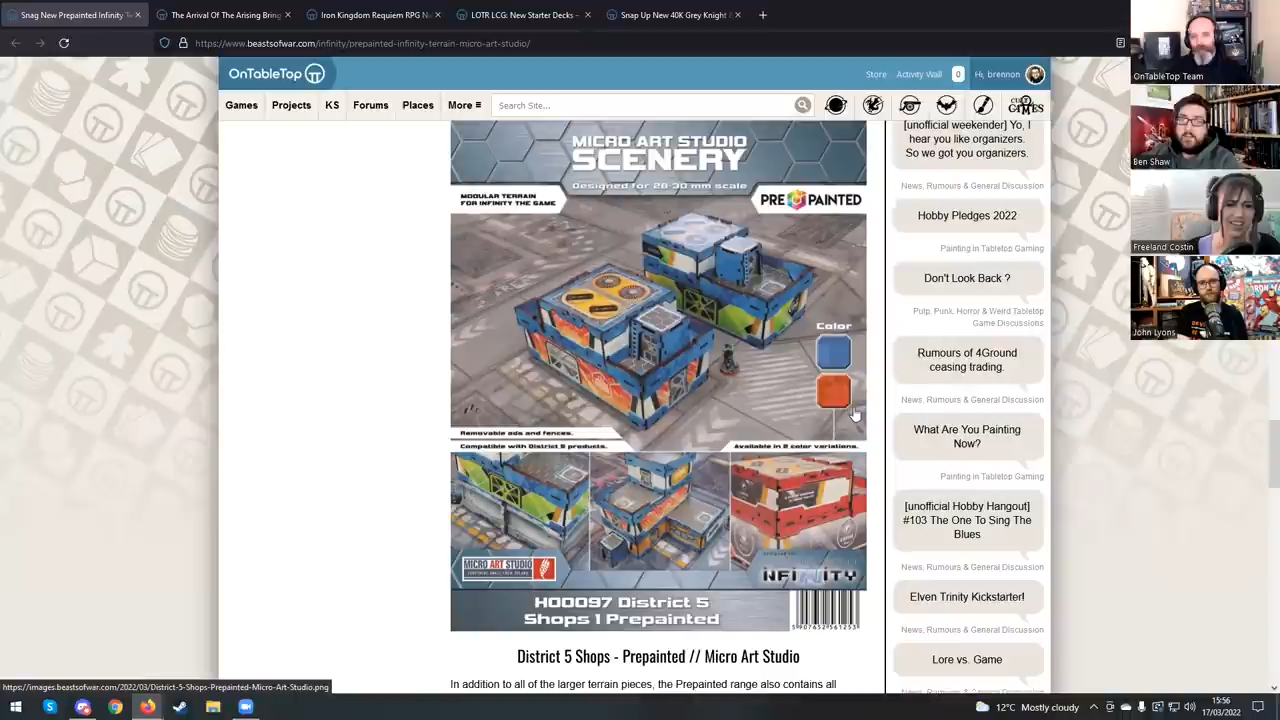 Snag New Prepainted Infinity T
The Arrival Of The Arising Bring
Iron Kingdom Requiem RPG N
LOTR LCG: New Starter Decks –
Snap Up New 40K Grey Knight &
https://www.beastsofwar.com/infinity/prepainted-infinity-terrain-micro-art-studio/
OnTableTop
Store
Activity Wall
0
Hi, brennon
Games
Projects
KS
Forums
Places
More
Search Site...
CULT OF GAMES
MICRO ART STUDIO
SCENERY
Designed for 28-30 mm scale
MODULAR TERRAIN
FOR INFINITY THE GAME
PREPAINTED
Color
Removable ads and fences.
Compatible with District 5 products.
Available in 2 color variations.
MICRO ART STUDIO
INFINITY
H00097 District 5
Shops 1 Prepainted
5 907652 561253
District 5 Shops - Prepainted // Micro Art Studio
In addition to all of the larger terrain pieces, the Prepainted range also contains all
[unofficial weekender] Yo, I
hear you like organizers.
So we got you organizers.
News, Rumours & General Discussion
Hobby Pledges 2022
Painting in Tabletop Gaming
Don't Look Back ?
Pulp, Punk, Horror & Weird Tabletop
Game Discussions
Rumours of 4Ground
ceasing trading.
News, Rumours & General Discussion
What Are You Painting
Now?
Painting in Tabletop Gaming
[unofficial Hobby Hangout]
#103 The One To Sing The
Blues
News, Rumours & General Discussion
Elven Trinity Kickstarter!
News, Rumours & General Discussion
Lore vs. Game
News, Rumours & General Discussion
OnTableTop Team
Ben Shaw
Freeland Costin
John Lyons
https://images.beastsofwar.com/2022/03/District-5-Shops-Prepainted-Micro-Art-Studio.png
12°C Mostly cloudy
15:56
17/03/2022